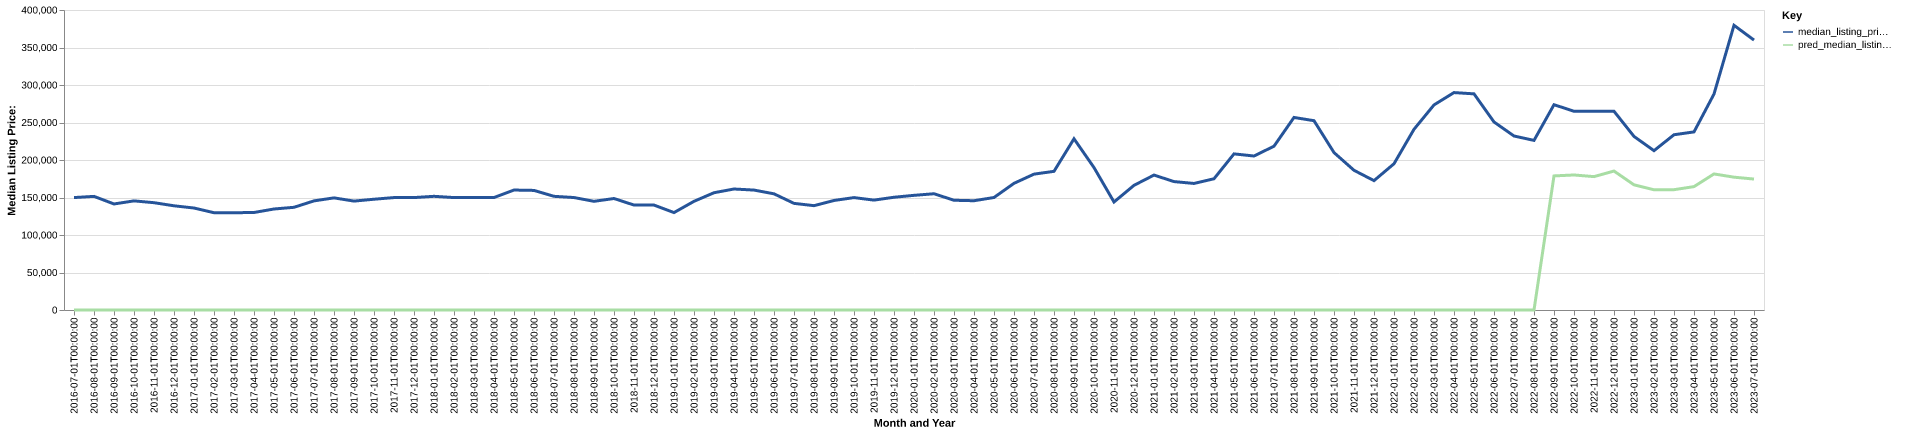 400,000
350,000
300,000
250,000
200,000
150,000
100,000
50,000
0
Median Listing Price:
2016-07-01T00:00:00
2016-08-01T00:00:00
2016-09-01T00:00:00
2016-10-01T00:00:00
2016-11-01T00:00:00
2016-12-01T00:00:00
2017-01-01T00:00:00
2017-02-01T00:00:00
2017-03-01T00:00:00
2017-04-01T00:00:00
2017-05-01T00:00:00
2017-06-01T00:00:00
2017-07-01T00:00:00
2017-08-01T00:00:00
2017-09-01T00:00:00
2017-10-01T00:00:00
2017-11-01T00:00:00
2017-12-01T00:00:00
2018-01-01T00:00:00
2018-02-01T00:00:00
2018-03-01T00:00:00
2018-04-01T00:00:00
2018-05-01T00:00:00
2018-06-01T00:00:00
2018-07-01T00:00:00
2018-08-01T00:00:00
2018-09-01T00:00:00
2018-10-01T00:00:00
2018-11-01T00:00:00
2018-12-01T00:00:00
2019-01-01T00:00:00
2019-02-01T00:00:00
2019-03-01T00:00:00
2019-04-01T00:00:00
2019-05-01T00:00:00
2019-06-01T00:00:00
2019-07-01T00:00:00
2019-08-01T00:00:00
2019-09-01T00:00:00
2019-10-01T00:00:00
2019-11-01T00:00:00
2019-12-01T00:00:00
2020-01-01T00:00:00
2020-02-01T00:00:00
2020-03-01T00:00:00
2020-04-01T00:00:00
2020-05-01T00:00:00
2020-06-01T00:00:00
2020-07-01T00:00:00
2020-08-01T00:00:00
2020-09-01T00:00:00
2020-10-01T00:00:00
2020-11-01T00:00:00
2020-12-01T00:00:00
2021-01-01T00:00:00
2021-02-01T00:00:00
2021-03-01T00:00:00
2021-04-01T00:00:00
2021-05-01T00:00:00
2021-06-01T00:00:00
2021-07-01T00:00:00
2021-08-01T00:00:00
2021-09-01T00:00:00
2021-10-01T00:00:00
2021-11-01T00:00:00
2021-12-01T00:00:00
2022-01-01T00:00:00
2022-02-01T00:00:00
2022-03-01T00:00:00
2022-04-01T00:00:00
2022-05-01T00:00:00
2022-06-01T00:00:00
2022-07-01T00:00:00
2022-08-01T00:00:00
2022-09-01T00:00:00
2022-10-01T00:00:00
2022-11-01T00:00:00
2022-12-01T00:00:00
2023-01-01T00:00:00
2023-02-01T00:00:00
2023-03-01T00:00:00
2023-04-01T00:00:00
2023-05-01T00:00:00
2023-06-01T00:00:00
2023-07-01T00:00:00
Month and Year
Key
median_listing_pri…
pred_median_listin…